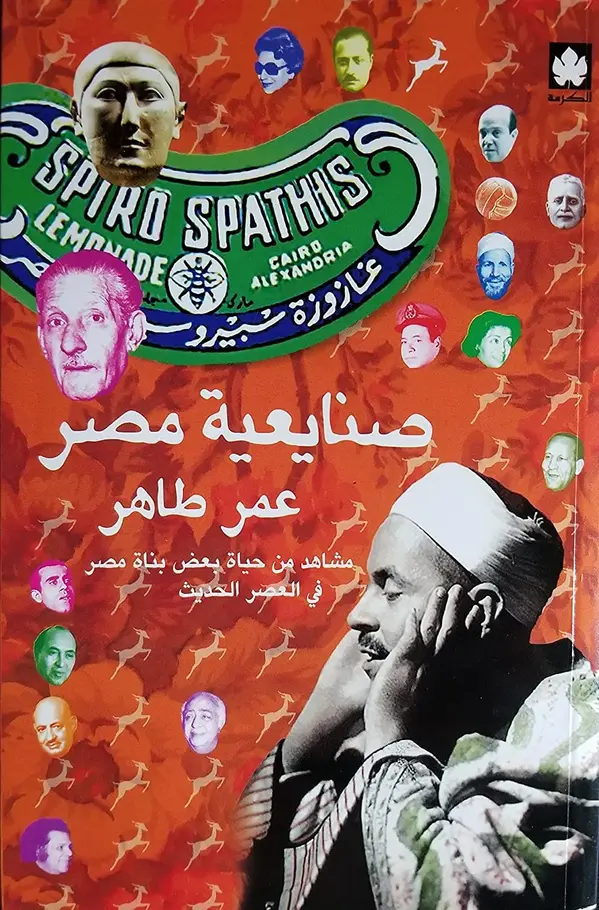 الكرمة
SPIRO SPATHIS
LEMONADE
CAIRO
ALEXANDRIA
غازوزة سبيرو س
صنايعية مصر
عمر طاهر
مشاهد من حياة بعض بناة مصر
في العصر الحديث